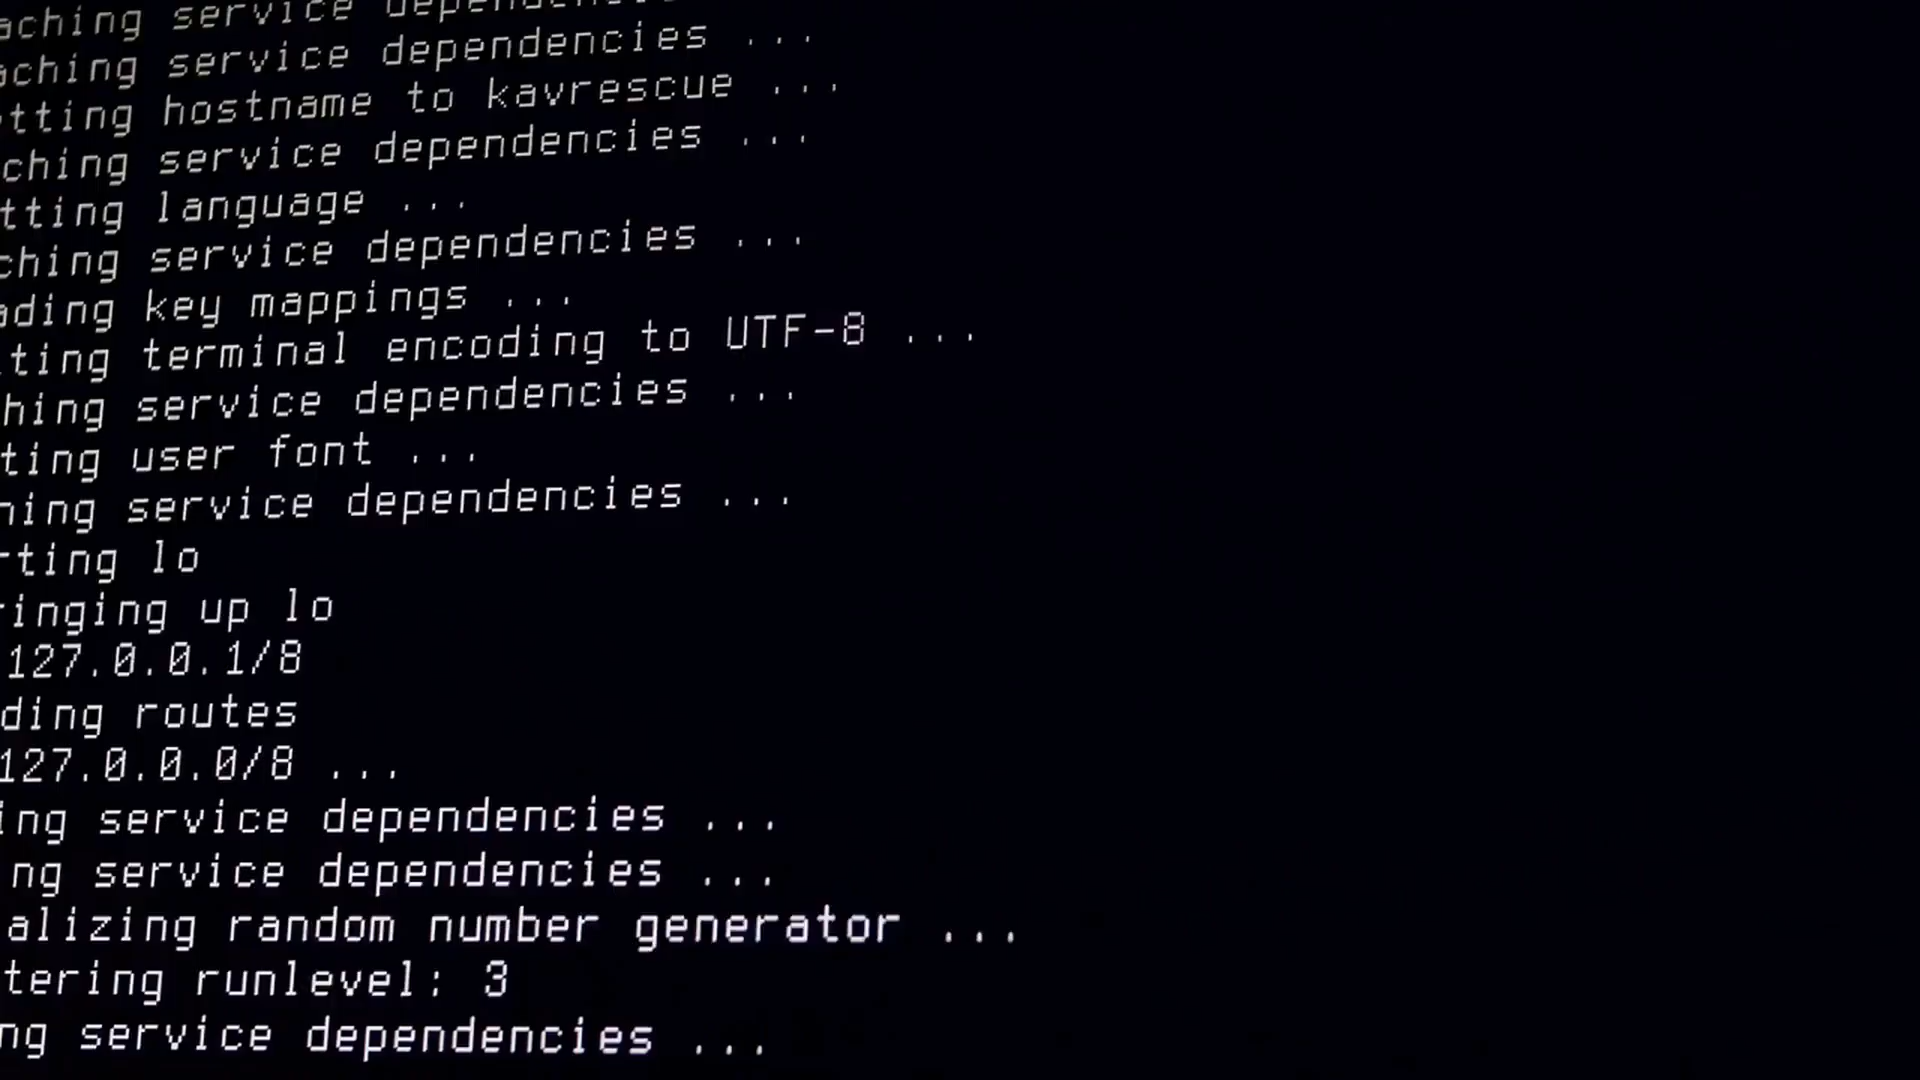 aching service dependencies
aching service dependencies ...
tting hostname to kavrescue ...
ching service dependencies ...
tting language ...
ching service dependencies ...
ading key mappings ...
ting terminal encoding to UTF-8 ...
hing service dependencies ...
ting user font ...
ning service dependencies ...
rting lo
ringing up lo
127.0.0.1/8
ding routes
127.0.0.0/8 ...
ing service dependencies ...
ng service dependencies ...
alizing random number generator ...
tering runlevel: 3
ng service dependencies ...